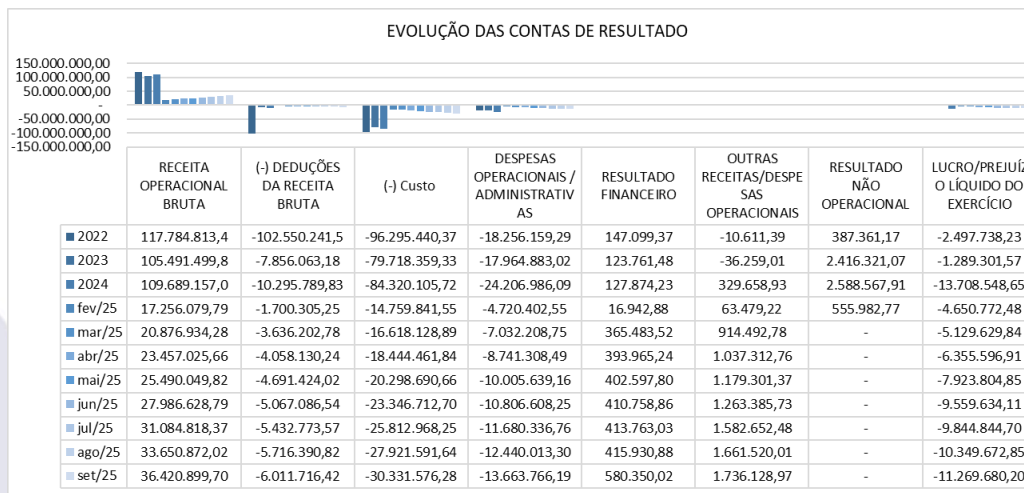 EVOLUÇÃO DAS CONTAS DE RESULTADO
150.000.000,00
100.000.000,00
50.000.000,00
-
-50.000.000,00
-100.000.000,00
-150.000.000,00
RECEITA
OPERACIONAL
BRUTA
(-) DEDUÇÕES
DA RECEITA
BRUTA
(-) Custo
DESPESAS
OPERACIONAIS /
ADMINISTRATIV
AS
RESULTADO
FINANCEIRO
OUTRAS
RECEITAS/DESPE
SAS
OPERACIONAIS
RESULTADO
NÃO
OPERACIONAL
LUCRO/PREJUÍZ
O LÍQUIDO DO
EXERCÍCIO
2022 117.784.813,4 -102.550.241,5 -96.295.440,37 -18.256.159,29 147.099,37 -10.611,39 387.361,17 -2.497.738,23
2023 105.491.499,8 -7.856.063,18 -79.718.359,33 -17.964.883,02 123.761,48 -36.259,01 2.416.321,07 -1.289.301,57
2024 109.689.157,0 -10.295.789,83 -84.320.105,72 -24.206.986,09 127.874,23 329.658,93 2.588.567,91 -13.708.548,65
fev/25 17.256.079,79 -1.700.305,25 -14.759.841,55 -4.720.402,55 16.942,88 63.479,22 555.982,77 -4.650.772,48
mar/25 20.876.934,28 -3.636.202,78 -16.618.128,89 -7.032.208,75 365.483,52 914.492,78 - -5.129.629,84
abr/25 23.457.025,66 -4.058.130,24 -18.444.461,84 -8.741.308,49 393.965,24 1.037.312,76 - -6.355.596,91
mai/25 25.490.049,82 -4.691.424,02 -20.298.690,66 -10.005.639,16 402.597,80 1.179.301,37 - -7.923.804,85
jun/25 27.986.628,79 -5.067.086,54 -23.346.712,70 -10.806.608,25 410.758,86 1.263.385,73 - -9.559.634,11
jul/25 31.084.818,37 -5.432.773,57 -25.812.968,25 -11.680.336,76 413.763,03 1.582.652,48 - -9.844.844,70
ago/25 33.650.872,02 -5.716.390,82 -27.921.591,64 -12.440.013,30 415.930,88 1.661.520,01 - -10.349.672,85
set/25 36.420.899,70 -6.011.716,42 -30.331.576,28 -13.663.766,19 580.350,02 1.736.128,97 - -11.269.680,20